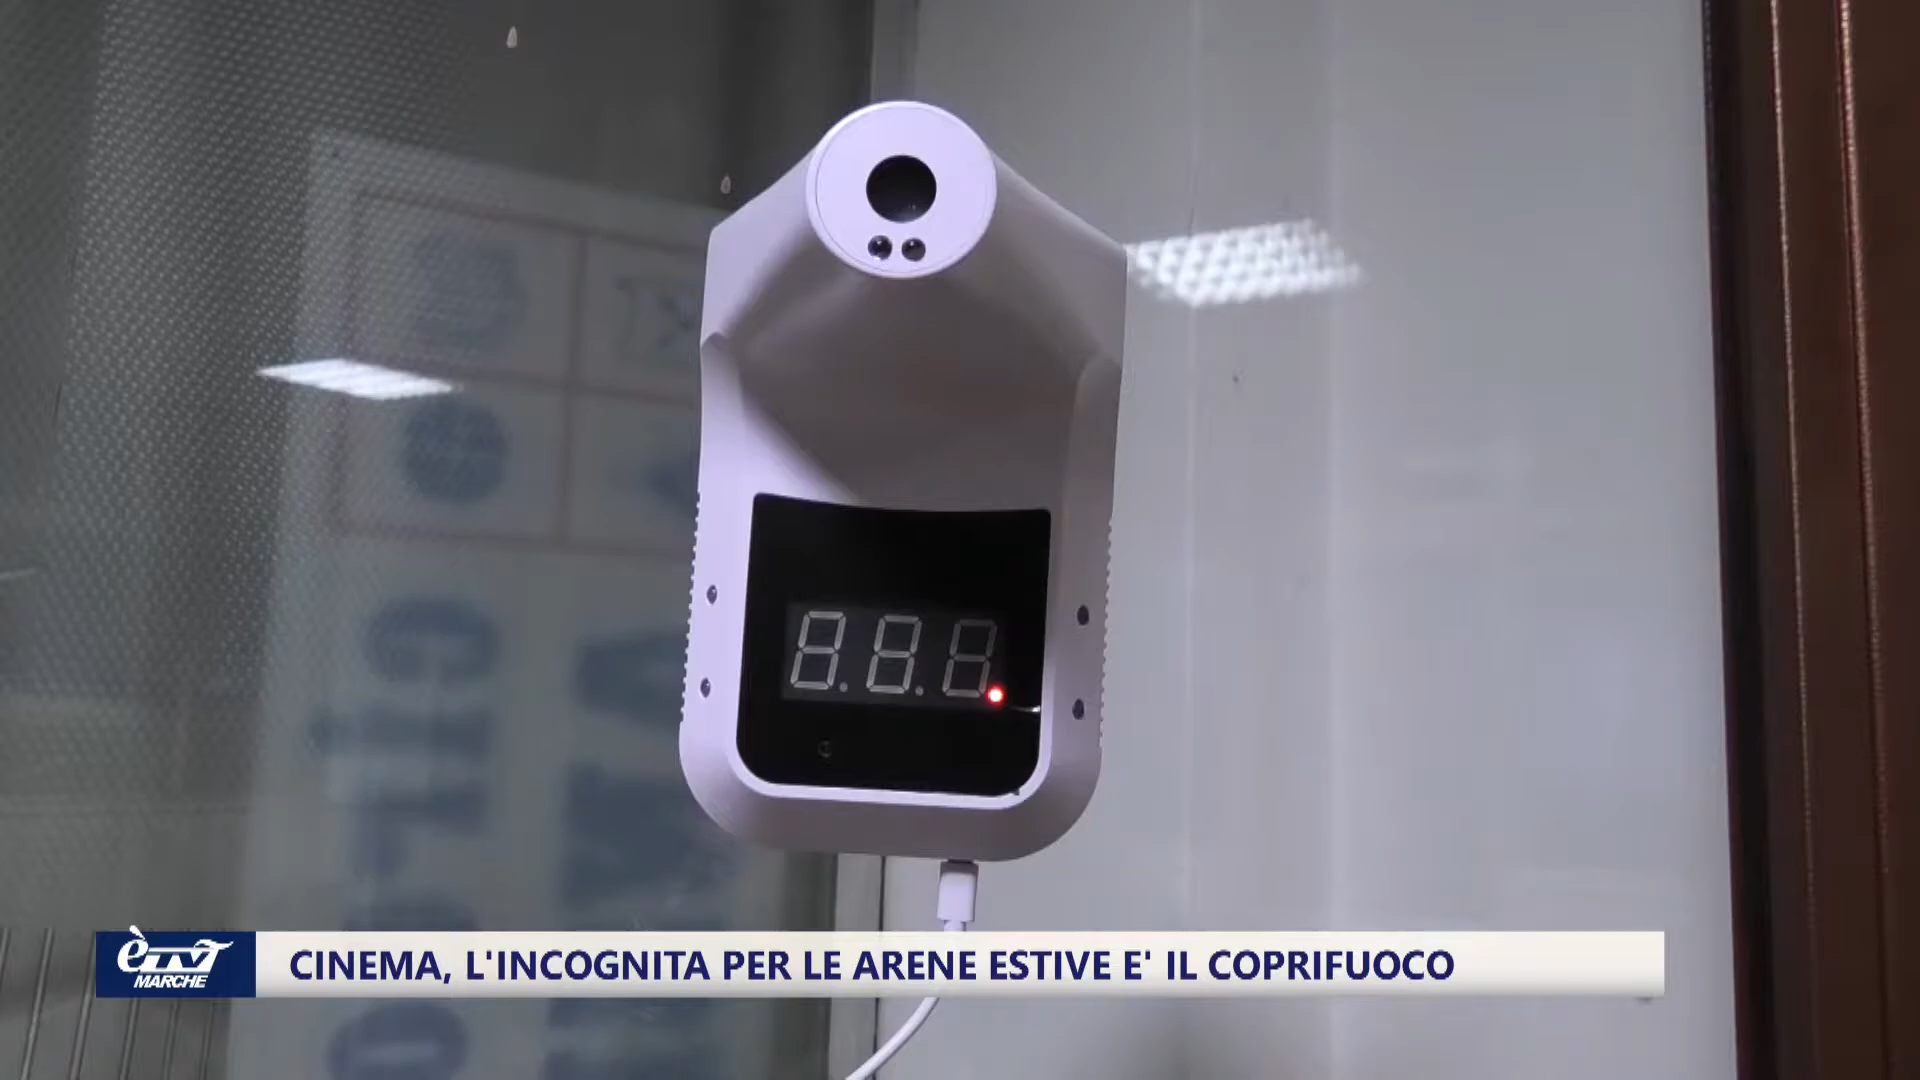 8.8.8.
èTV
MARCHE
CINEMA, L'INCOGNITA PER LE ARENE ESTIVE E' IL COPRIFUOCO